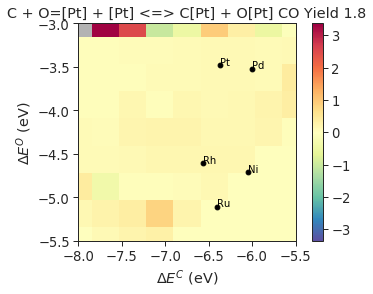 C + O=[Pt] + [Pt] <=> C[Pt] + O[Pt] CO Yield 1.8
−3.0
−3.5
−4.0
−4.5
−5.0
−5.5
ΔE^O (eV)
Pt
Pd
Rh
Ni
Ru
−8.0 −7.5 −7.0 −6.5 −6.0 −5.5
ΔE^C (eV)
3
2
1
0
−1
−2
−3